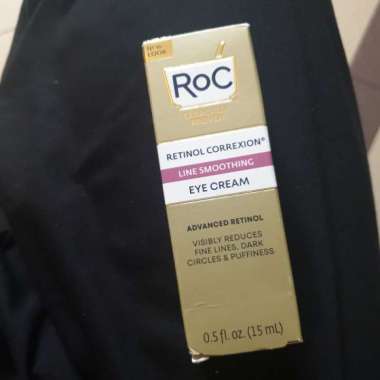 NEW
LOOK
RoC
RETINOL CORREXION®
LINE SMOOTHING
EYE CREAM
ADVANCED RETINOL
VISIBLY REDUCES
FINE LINES, DARK
CIRCLES & PUFFINESS
0.5 fl. oz. (15 mL)